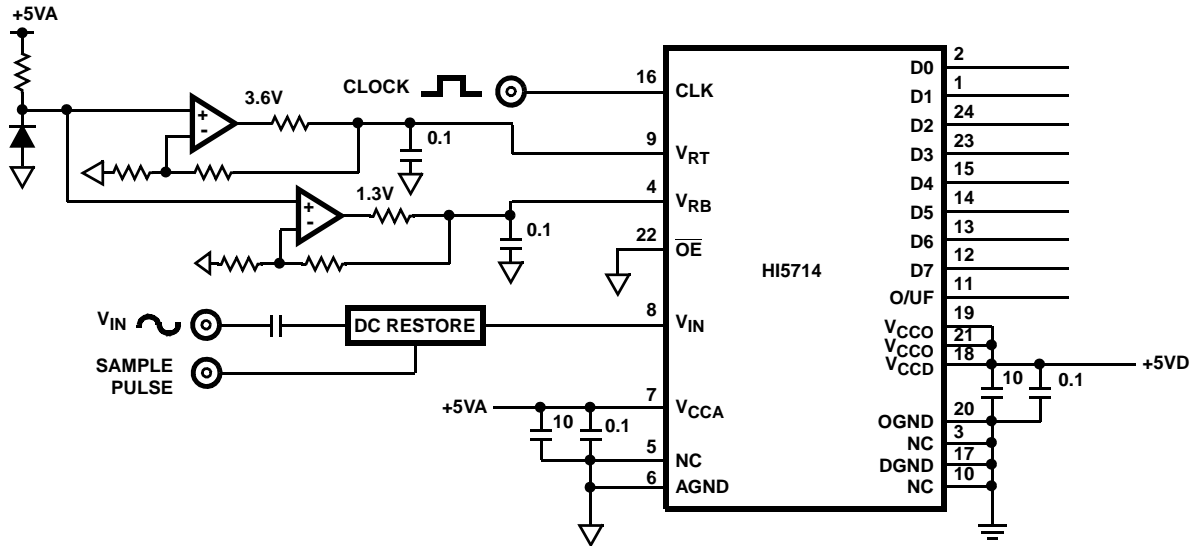 +5VA
3.6V
+
-
0.1
1.3V
+
-
0.1
CLOCK
16 CLK
9 VRT
4 VRB
22 OE
VIN
8 VIN
DC RESTORE
SAMPLE
PULSE
+5VA
10
0.1
7 VCCA
5 NC
6 AGND
HI5714
D0 2
D1 1
D2 24
D3 23
D4 15
D5 14
D6 13
D7 12
O/UF 11
VCCO 19
VCCO 21
VCCD 18
+5VD
10
0.1
OGND 20
NC 3
DGND 17
NC 10